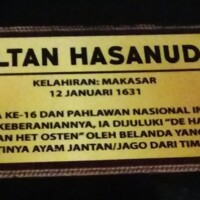 LTAN HASANUD
KELAHIRAN: MAKASAR
12 JANUARI 1631
KE-16 DAN PAHLAWAN NASIONAL IN
KEBERANIANNYA, IA DIJULUKI "DE HA
AN HET OSTEN" OLEH BELANDA YANG
TINYA AYAM JANTAN/JAGO DARI TIM